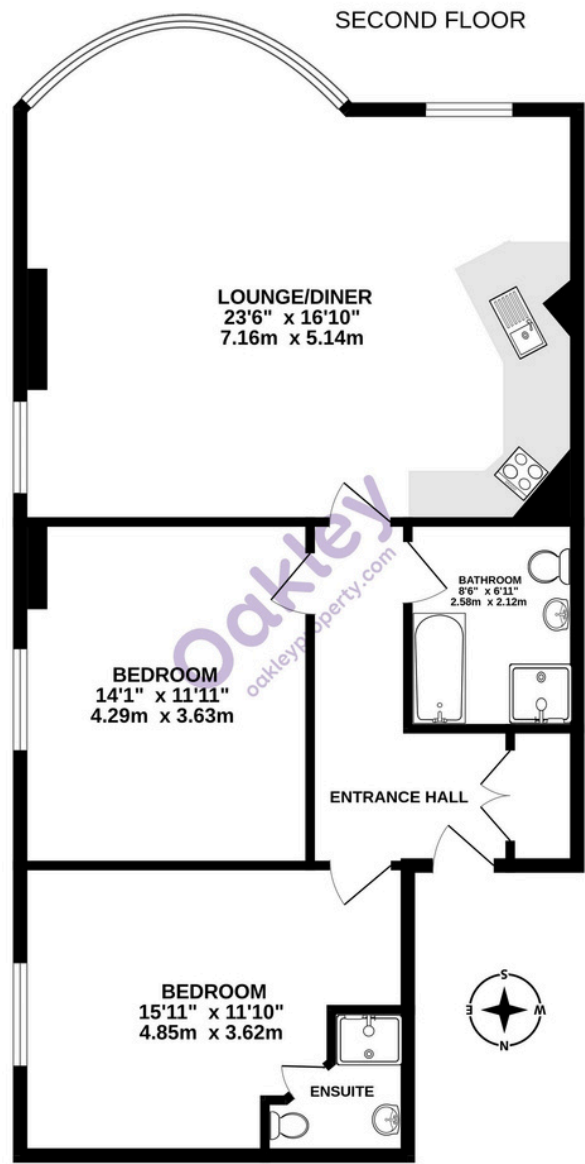 SECOND FLOOR
LOUNGE/DINER
23'6" x 16'10"
7.16m x 5.14m
Oakley
oakleyproperty.com
BATHROOM
8'6" x 6'11"
2.58m x 2.12m
BEDROOM
14'1" x 11'11"
4.29m x 3.63m
ENTRANCE HALL
BEDROOM
15'11" x 11'10"
4.85m x 3.62m
ENSUITE
S
E
W
N